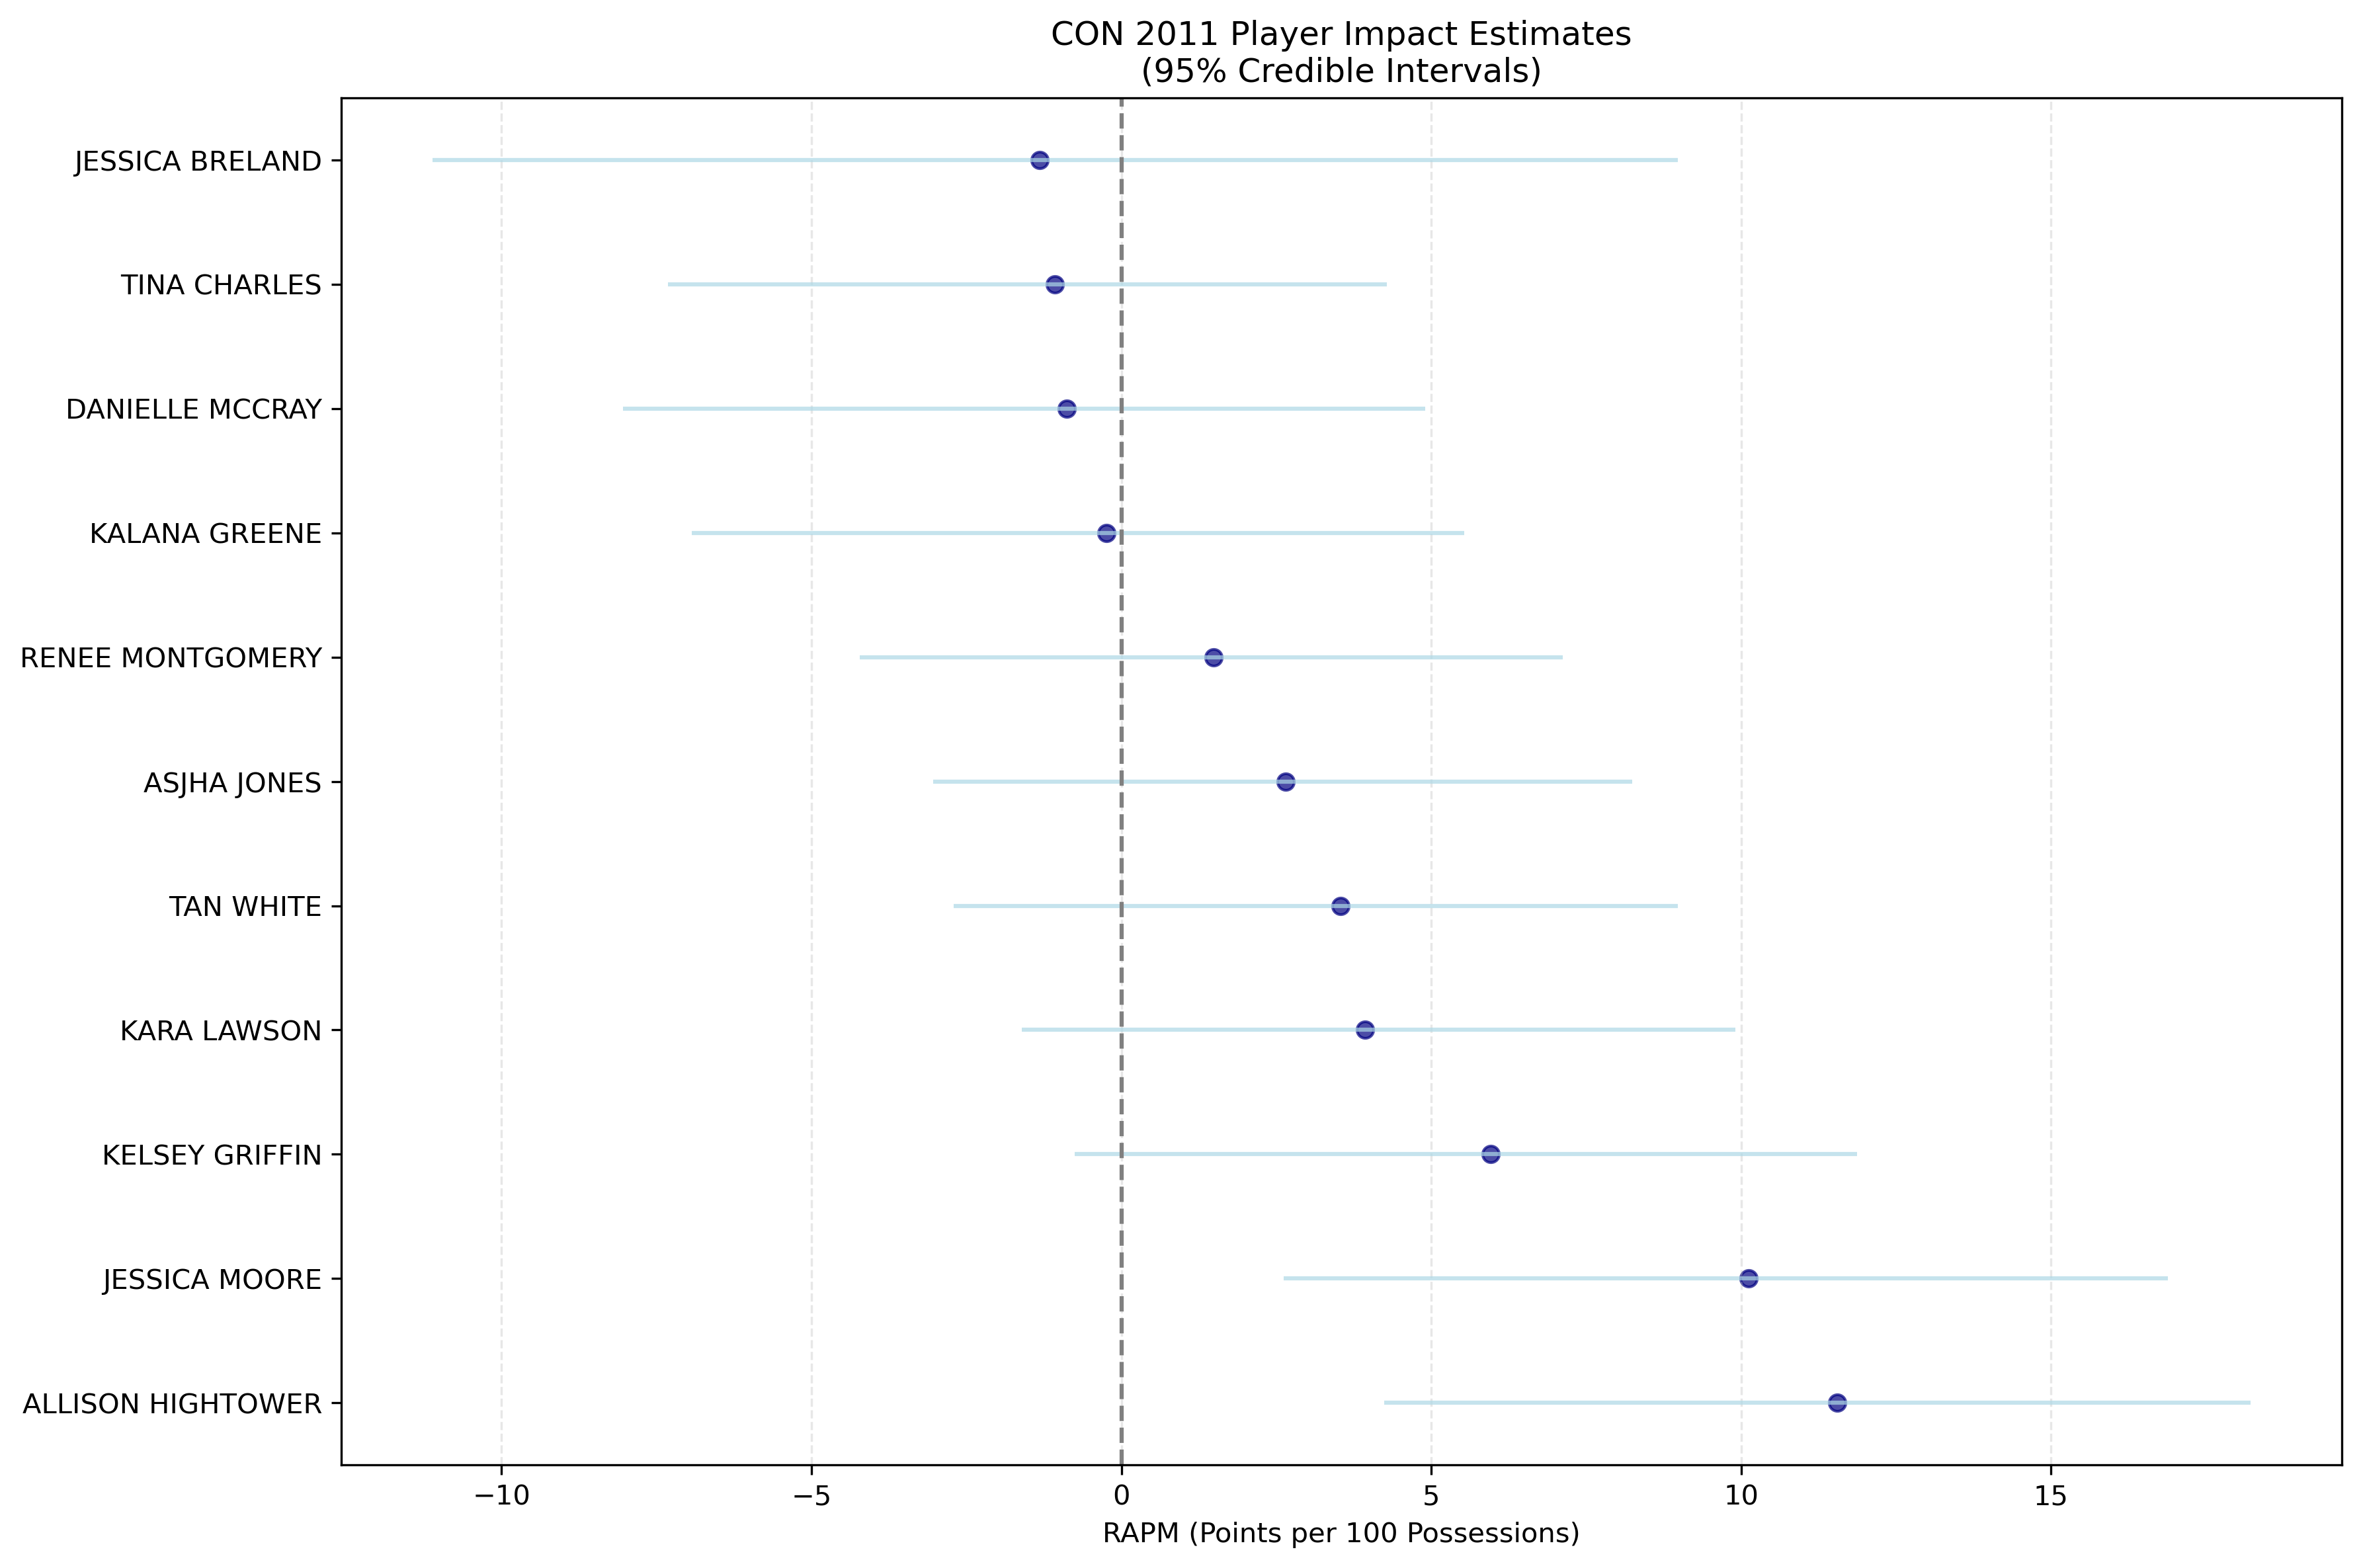 CON 2011 Player Impact Estimates
(95% Credible Intervals)
JESSICA BRELAND
TINA CHARLES
DANIELLE MCCRAY
KALANA GREENE
RENEE MONTGOMERY
ASJHA JONES
TAN WHITE
KARA LAWSON
KELSEY GRIFFIN
JESSICA MOORE
ALLISON HIGHTOWER
−10 −5 0 5 10 15
RAPM (Points per 100 Possessions)